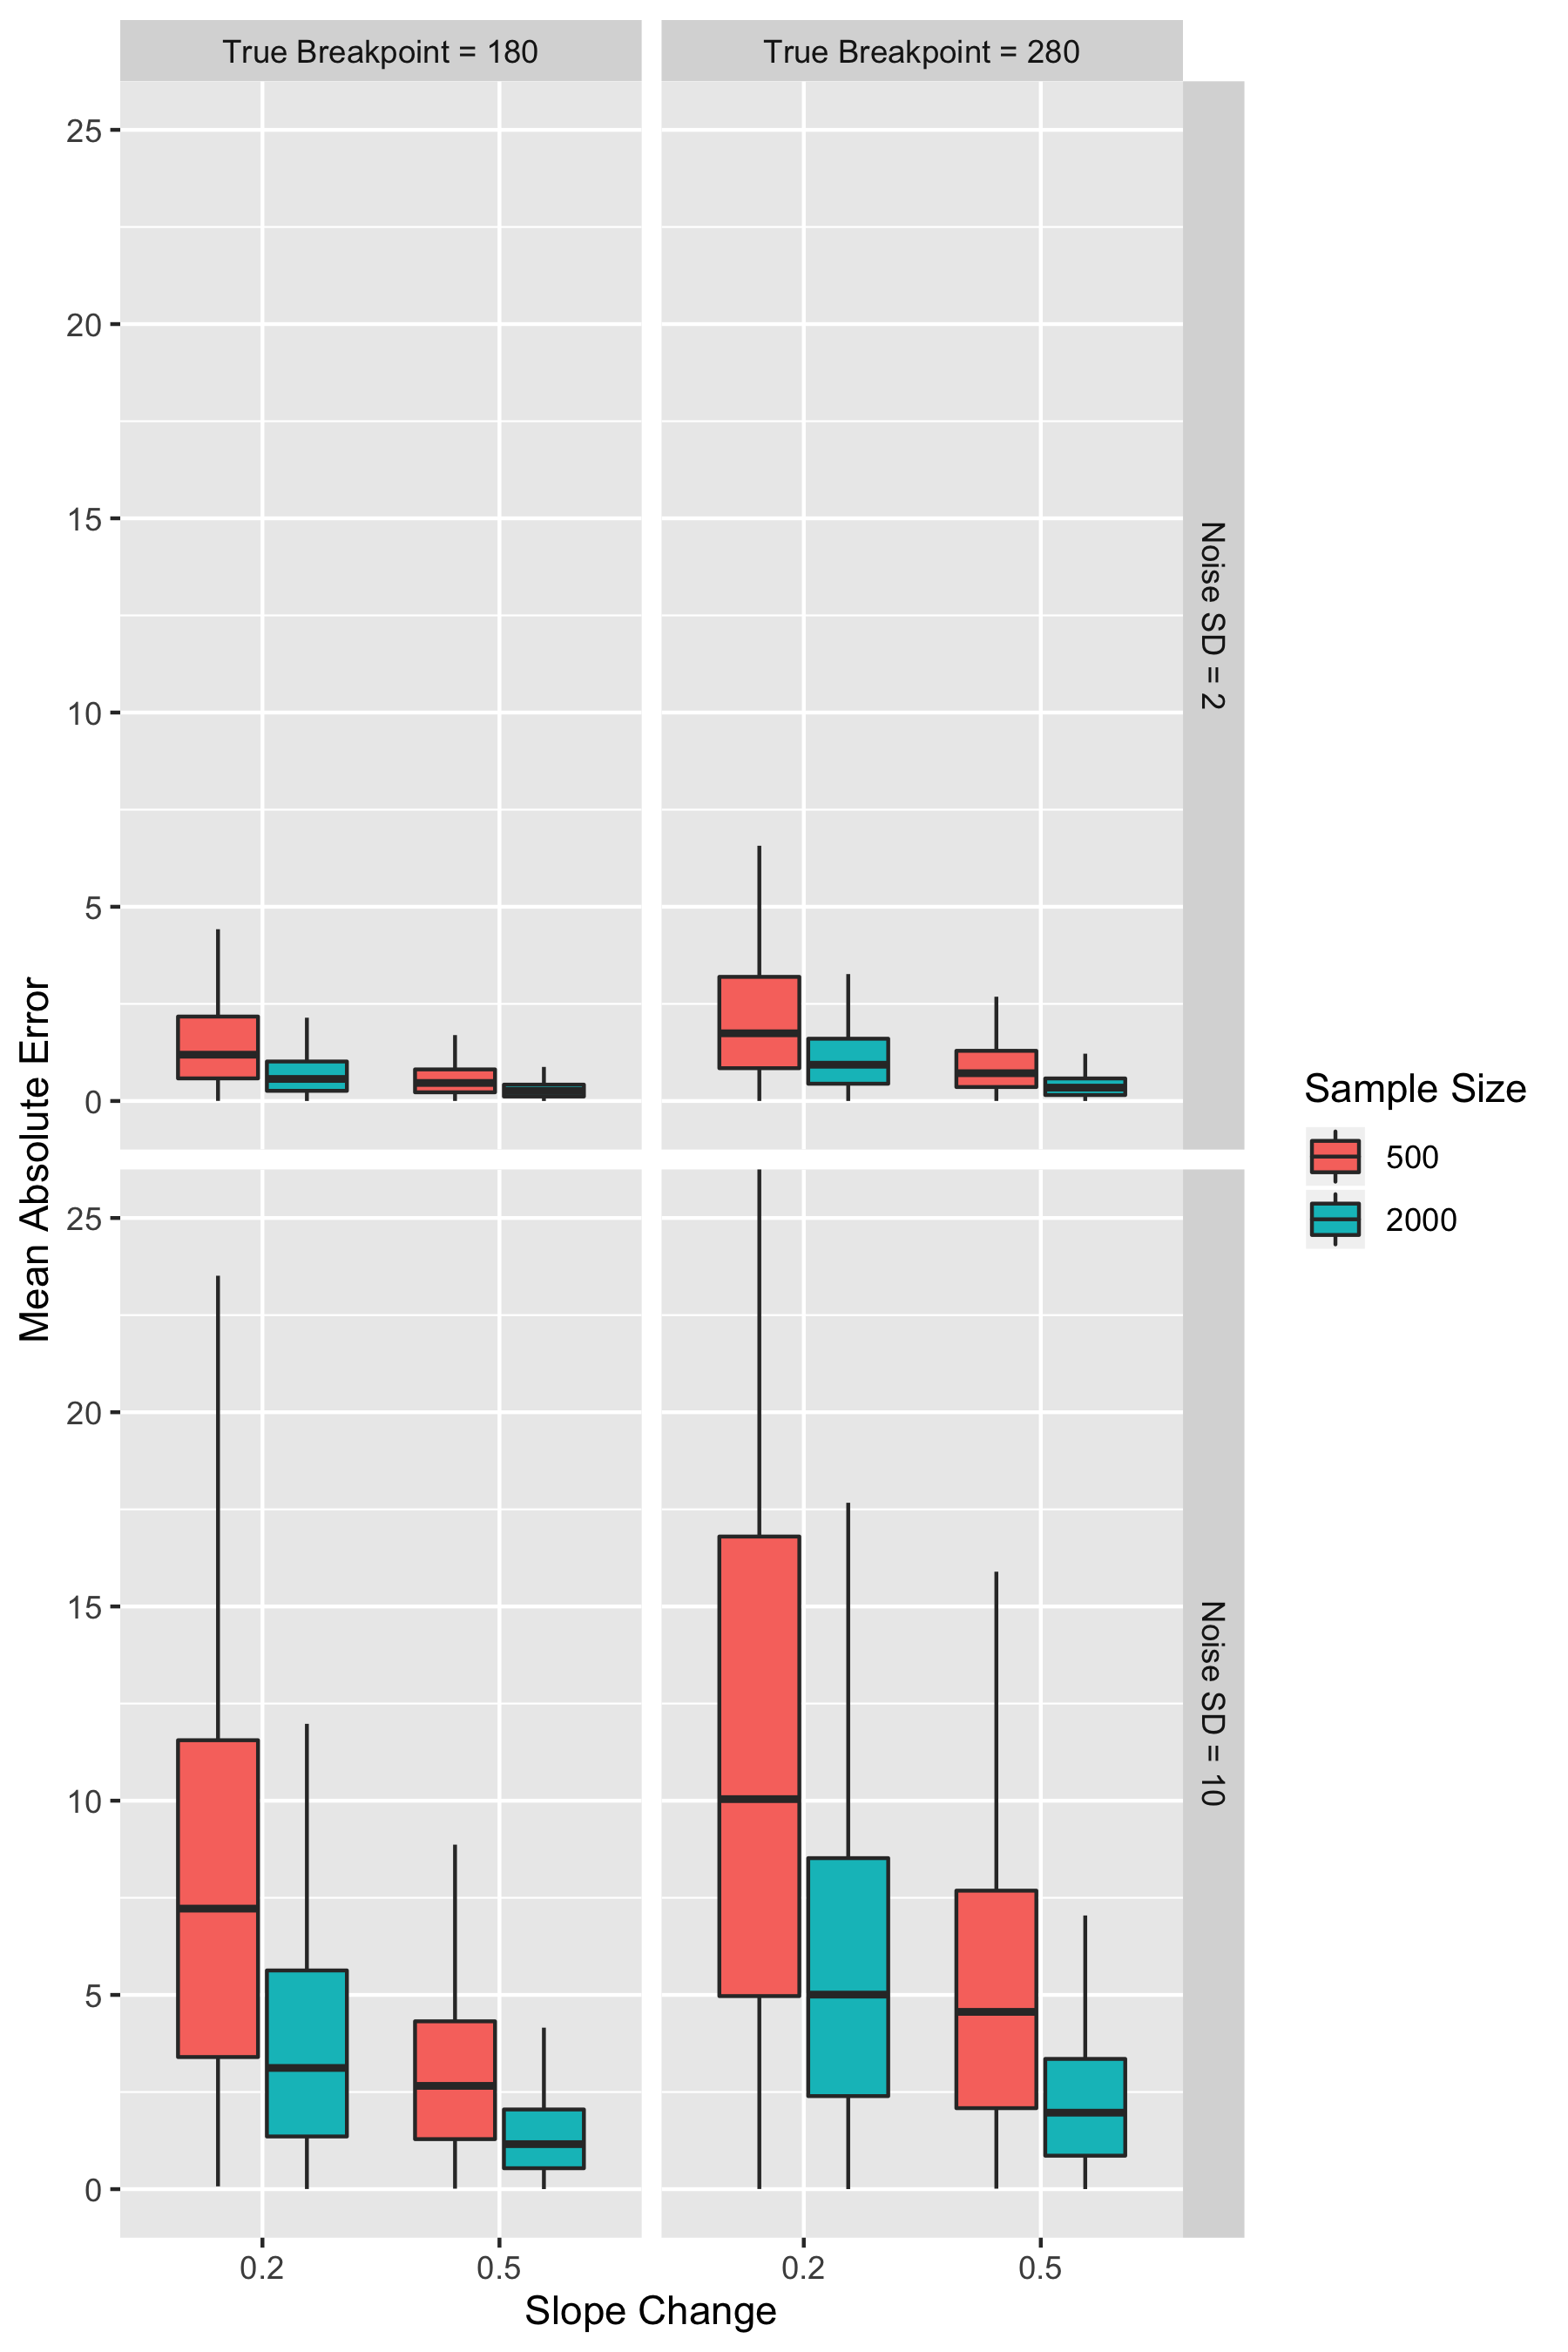 True Breakpoint = 180
True Breakpoint = 280
25
20
15
10
5
0
Noise SD = 2
25
20
15
10
5
0
Noise SD = 10
Mean Absolute Error
0.2
0.5
0.2
0.5
Slope Change
Sample Size
500
2000